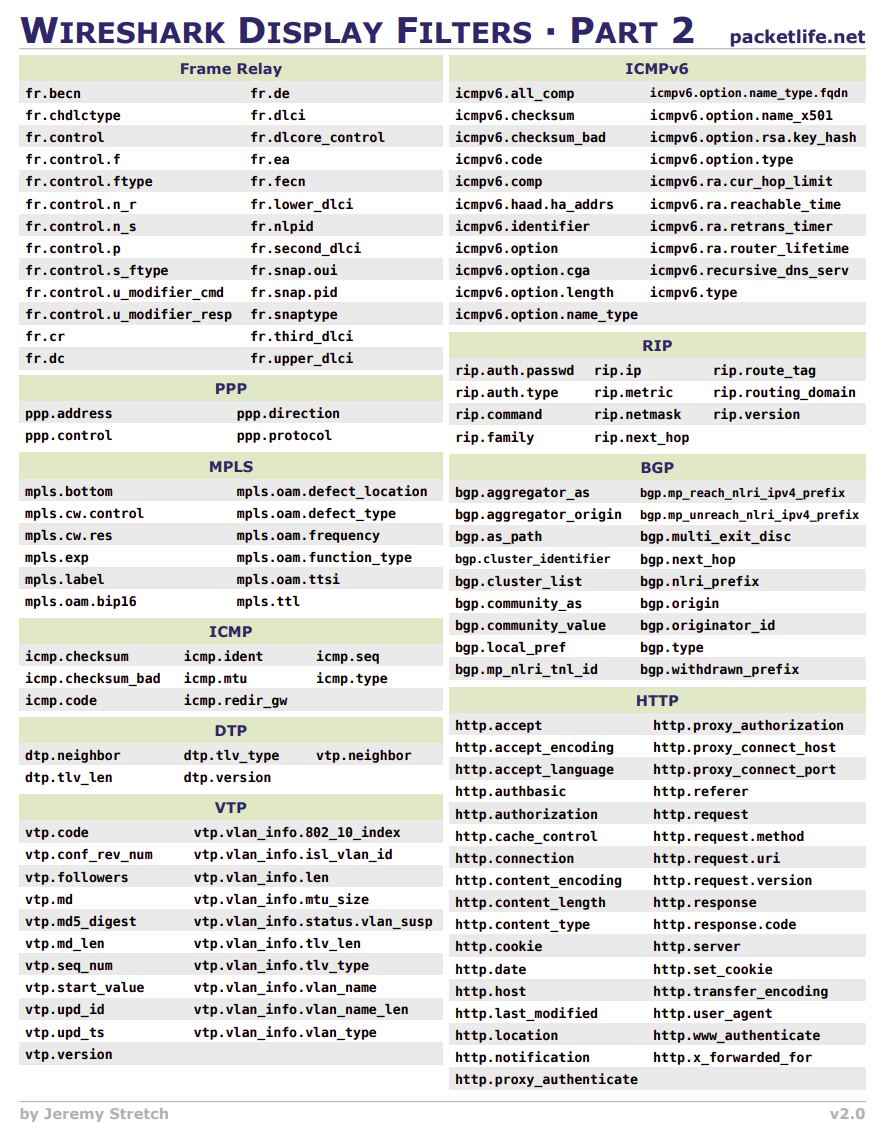 WIRESHARK DISPLAY FILTERS · PART 2 packetlife.net
Frame Relay
fr.becn fr.de
fr.chdlctype fr.dlci
fr.control fr.dlcore_control
fr.control.f fr.ea
fr.control.ftype fr.fecn
fr.control.n_r fr.lower_dlci
fr.control.n_s fr.nlpid
fr.control.p fr.second_dlci
fr.control.s_ftype fr.snap.oui
fr.control.u_modifier_cmd fr.snap.pid
fr.control.u_modifier_resp fr.snaptype
fr.cr fr.third_dlci
fr.dc fr.upper_dlci
PPP
ppp.address ppp.direction
ppp.control ppp.protocol
MPLS
mpls.bottom mpls.oam.defect_location
mpls.cw.control mpls.oam.defect_type
mpls.cw.res mpls.oam.frequency
mpls.exp mpls.oam.function_type
mpls.label mpls.oam.ttsi
mpls.oam.bip16 mpls.ttl
ICMP
icmp.checksum icmp.ident icmp.seq
icmp.checksum_bad icmp.mtu icmp.type
icmp.code icmp.redir_gw
DTP
dtp.neighbor dtp.tlv_type vtp.neighbor
dtp.tlv_len dtp.version
VTP
vtp.code vtp.vlan_info.802_10_index
vtp.conf_rev_num vtp.vlan_info.isl_vlan_id
vtp.followers vtp.vlan_info.len
vtp.md vtp.vlan_info.mtu_size
vtp.md5_digest vtp.vlan_info.status.vlan_susp
vtp.md_len vtp.vlan_info.tlv_len
vtp.seq_num vtp.vlan_info.tlv_type
vtp.start_value vtp.vlan_info.vlan_name
vtp.upd_id vtp.vlan_info.vlan_name_len
vtp.upd_ts vtp.vlan_info.vlan_type
vtp.version
ICMPv6
icmpv6.all_comp icmpv6.option.name_type.fqdn
icmpv6.checksum icmpv6.option.name_x501
icmpv6.checksum_bad icmpv6.option.rsa.key_hash
icmpv6.code icmpv6.option.type
icmpv6.comp icmpv6.ra.cur_hop_limit
icmpv6.haad.ha_addrs icmpv6.ra.reachable_time
icmpv6.identifier icmpv6.ra.retrans_timer
icmpv6.option icmpv6.ra.router_lifetime
icmpv6.option.cga icmpv6.recursive_dns_serv
icmpv6.option.length icmpv6.type
icmpv6.option.name_type
RIP
rip.auth.passwd rip.ip rip.route_tag
rip.auth.type rip.metric rip.routing_domain
rip.command rip.netmask rip.version
rip.family rip.next_hop
BGP
bgp.aggregator_as bgp.mp_reach_nlri_ipv4_prefix
bgp.aggregator_origin bgp.mp_unreach_nlri_ipv4_prefix
bgp.as_path bgp.multi_exit_disc
bgp.cluster_identifier bgp.next_hop
bgp.cluster_list bgp.nlri_prefix
bgp.community_as bgp.origin
bgp.community_value bgp.originator_id
bgp.local_pref bgp.type
bgp.mp_nlri_tnl_id bgp.withdrawn_prefix
HTTP
http.accept http.proxy_authorization
http.accept_encoding http.proxy_connect_host
http.accept_language http.proxy_connect_port
http.authbasic http.referer
http.authorization http.request
http.cache_control http.request.method
http.connection http.request.uri
http.content_encoding http.request.version
http.content_length http.response
http.content_type http.response.code
http.cookie http.server
http.date http.set_cookie
http.host http.transfer_encoding
http.last_modified http.user_agent
http.location http.www_authenticate
http.notification http.x_forwarded_for
http.proxy_authenticate
by Jeremy Stretch v2.0